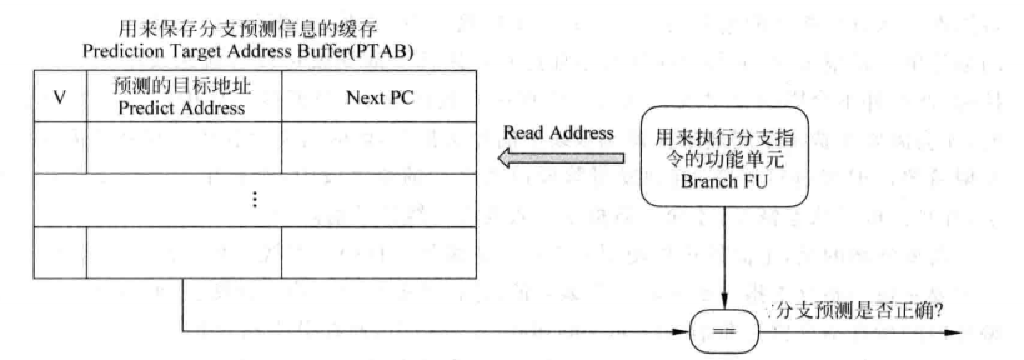 用来保存分支预测信息的缓存
Prediction Target Address Buffer(PTAB)
V
预测的目标地址
Predict Address
Next PC
⋮
Read Address
用来执行分支指
令的功能单元
Branch FU
==
分支预测是否正确?